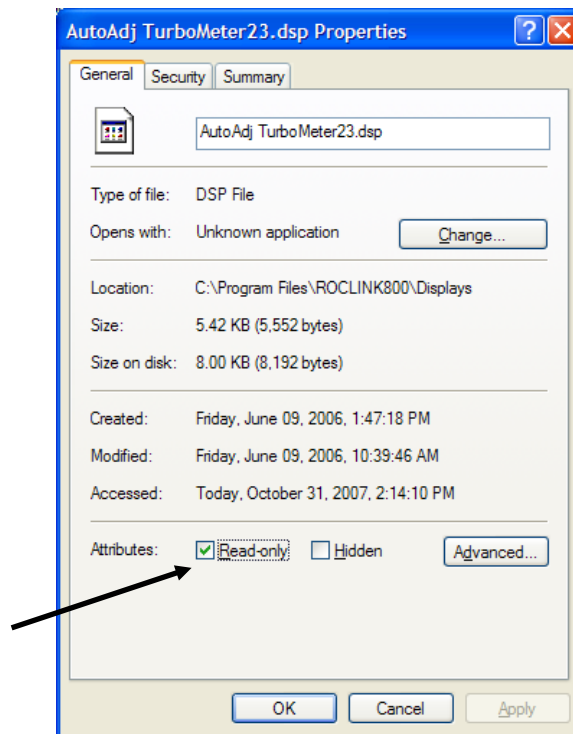 AutoAdj TurboMeter23.dsp Properties
General Security Summary
AutoAdj TurboMeter23.dsp
Type of file: DSP File
Opens with: Unknown application Change...
Location: C:\Program Files\ROCLINK800\Displays
Size: 5.42 KB (5,552 bytes)
Size on disk: 8.00 KB (8,192 bytes)
Created: Friday, June 09, 2006, 1:47:18 PM
Modified: Friday, June 09, 2006, 10:39:46 AM
Accessed: Today, October 31, 2007, 2:14:10 PM
Attributes: Read-only Hidden Advanced...
OK Cancel Apply